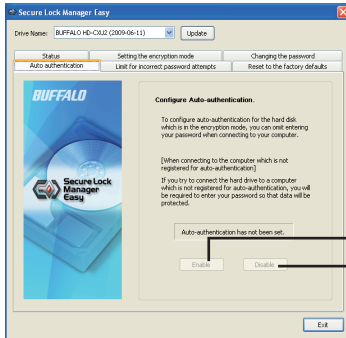 Secure Lock Manager Easy
Drive Name: BUFFALO HD-CXU2 (2009-06-11) Update
Status Setting the encryption mode Changing the password
Auto authentication Limit for incorrect password attempts Reset to the factory defaults
BUFFALO
Secure Lock
Manager
Easy
Configure Auto-authentication.
To configure auto-authentication for the hard disk
which is in the encryption mode, you can omit entering
your password when connecting to your computer.
[When connecting to the computer which is not
registered for auto-authentication]
If you try to connect the hard drive to a computer
which is not registered for auto-authentication, you will
be required to enter your password so that data will be
protected.
Auto-authentication has not been set.
Enable Disable
Exit